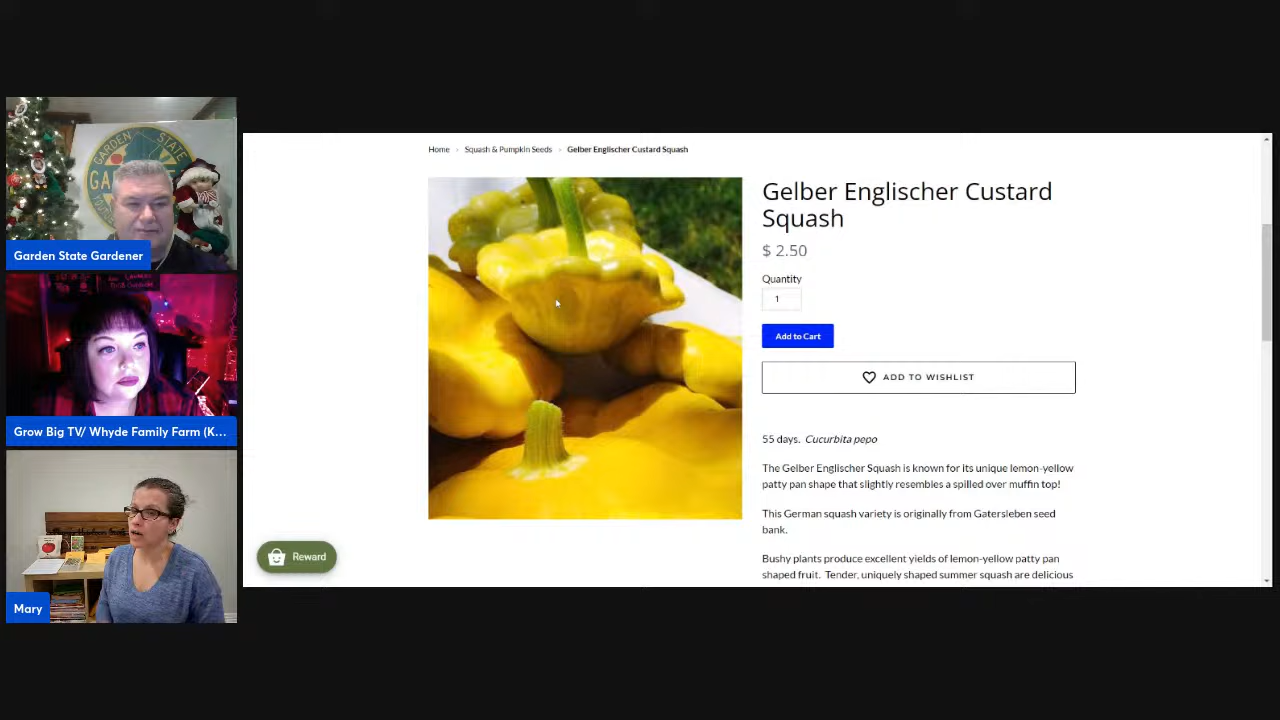 GARDEN STATE
Garden State Gardener
Grow Big TV/ Whyde Family Farm (K...
Mary
Home › Squash & Pumpkin Seeds › Gelber Englischer Custard Squash
Gelber Englischer Custard
Squash
$ 2.50
Quantity
1
Add to Cart
ADD TO WISHLIST
55 days. Cucurbita pepo
The Gelber Englischer Squash is known for its unique lemon-yellow
patty pan shape that slightly resembles a spilled over muffin top!
This German squash variety is originally from Gatersleben seed
bank.
Bushy plants produce excellent yields of lemon-yellow patty pan
shaped fruit. Tender, uniquely shaped summer squash are delicious
Reward